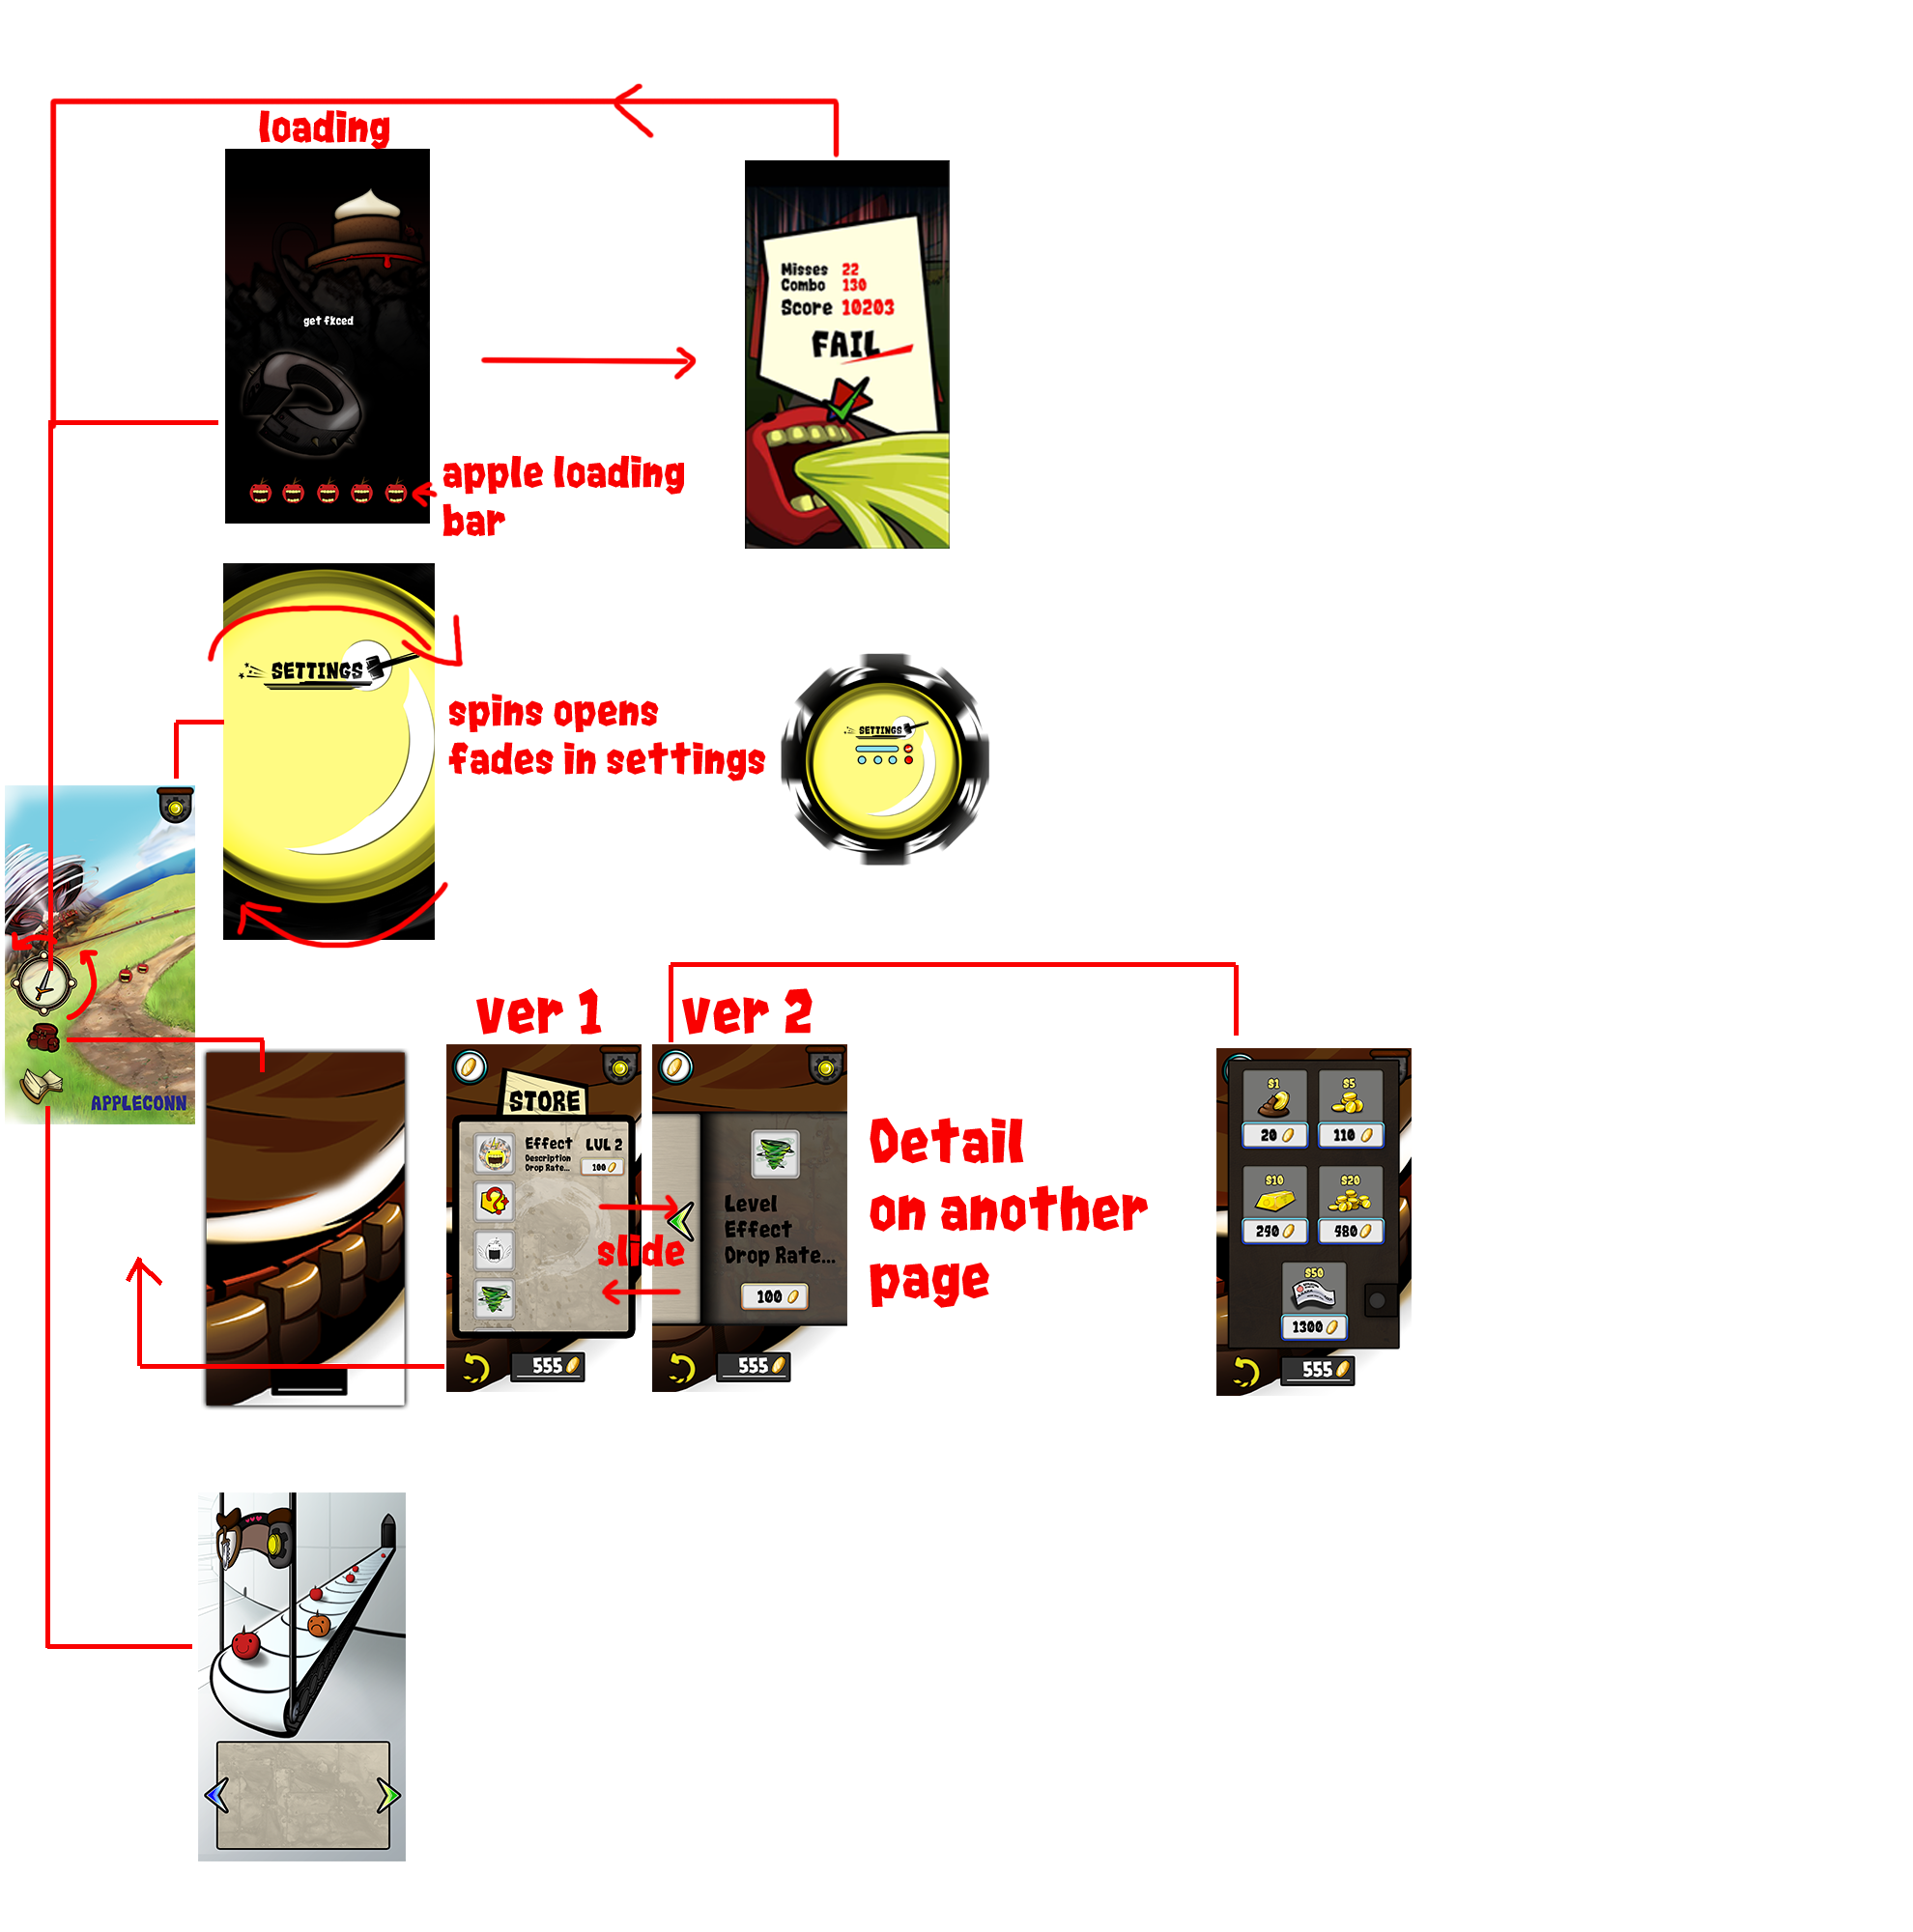 loading
get fkced
apple loading
bar
Misses 22
Combo 130
Score 10203
FAIL
SETTINGS
spins opens
fades in settings
SETTINGS
APPLECONN
ver 1
ver 2
STORE
Effect LVL 2
Description
Drop Rate... 100
slide
555
Level
Effect
Drop Rate...
100
555
Detail
on another
page
$1 $5
20 110
$10 $20
290 980
$50
1300
555